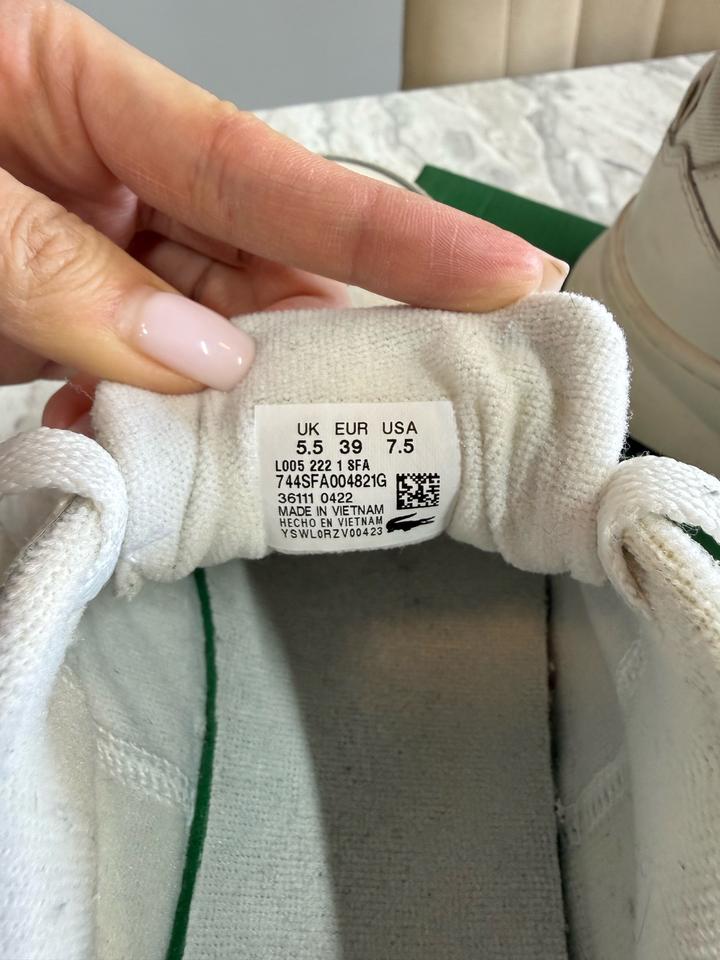 UK EUR USA
5.5 39 7.5
L005 222 1 SFA
744SFA004821G
36111 0422
MADE IN VIETNAM
HECHO EN VIETNAM
YSWL0RZV00423